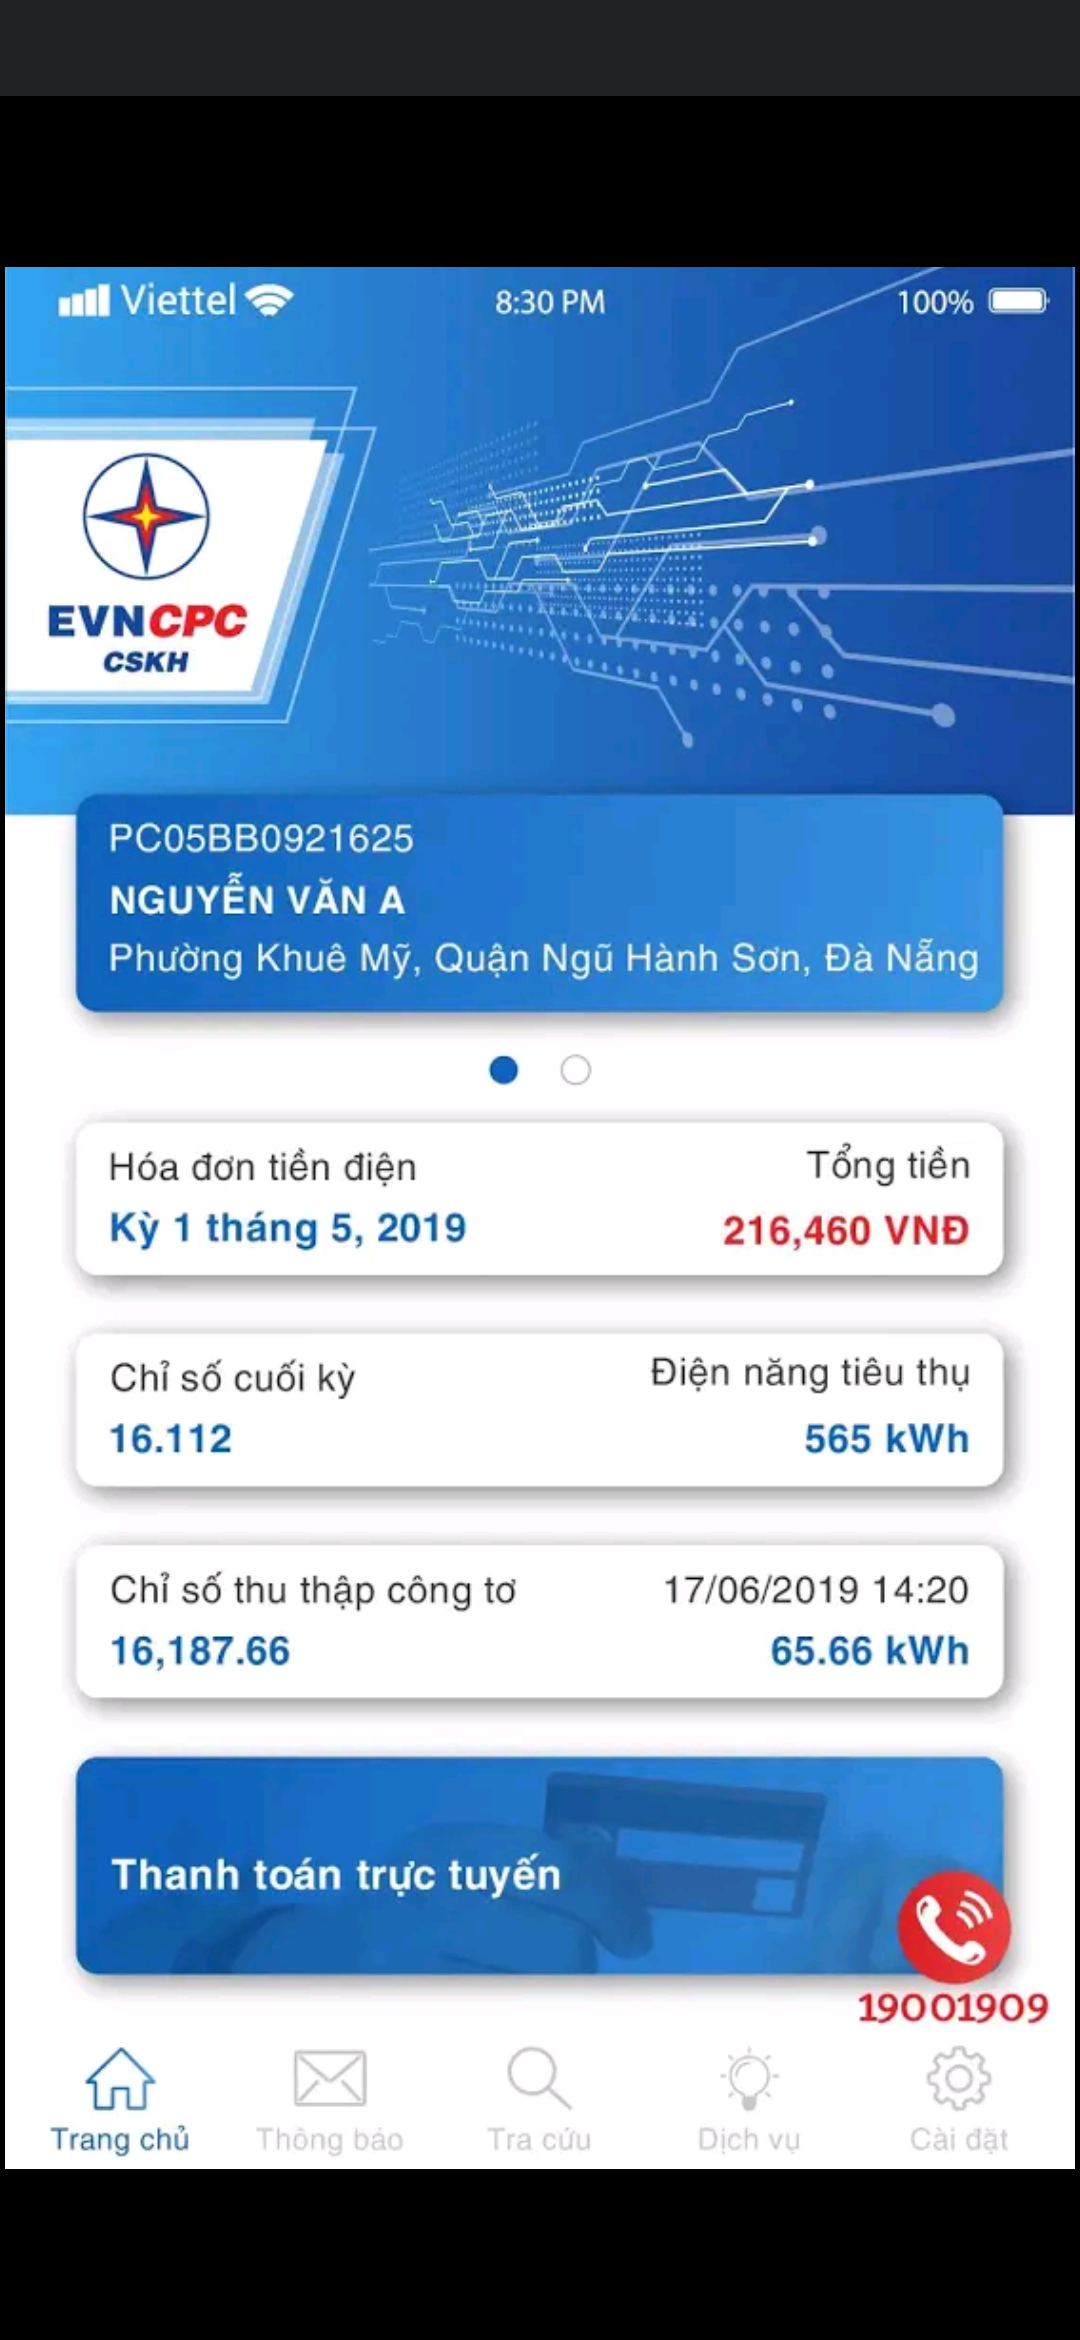 Viettel 8:30 PM 100%
EVNCPC
CSKH
PC05BB0921625
NGUYỄN VĂN A
Phường Khuê Mỹ, Quận Ngũ Hành Sơn, Đà Nẵng
Hóa đơn tiền điện Tổng tiền
Kỳ 1 tháng 5, 2019 216,460 VNĐ
Chỉ số cuối kỳ Điện năng tiêu thụ
16.112 565 kWh
Chỉ số thu thập công tơ 17/06/2019 14:20
16,187.66 65.66 kWh
Thanh toán trực tuyến
19001909
Trang chủ Thông báo Tra cứu Dịch vụ Cài đặt